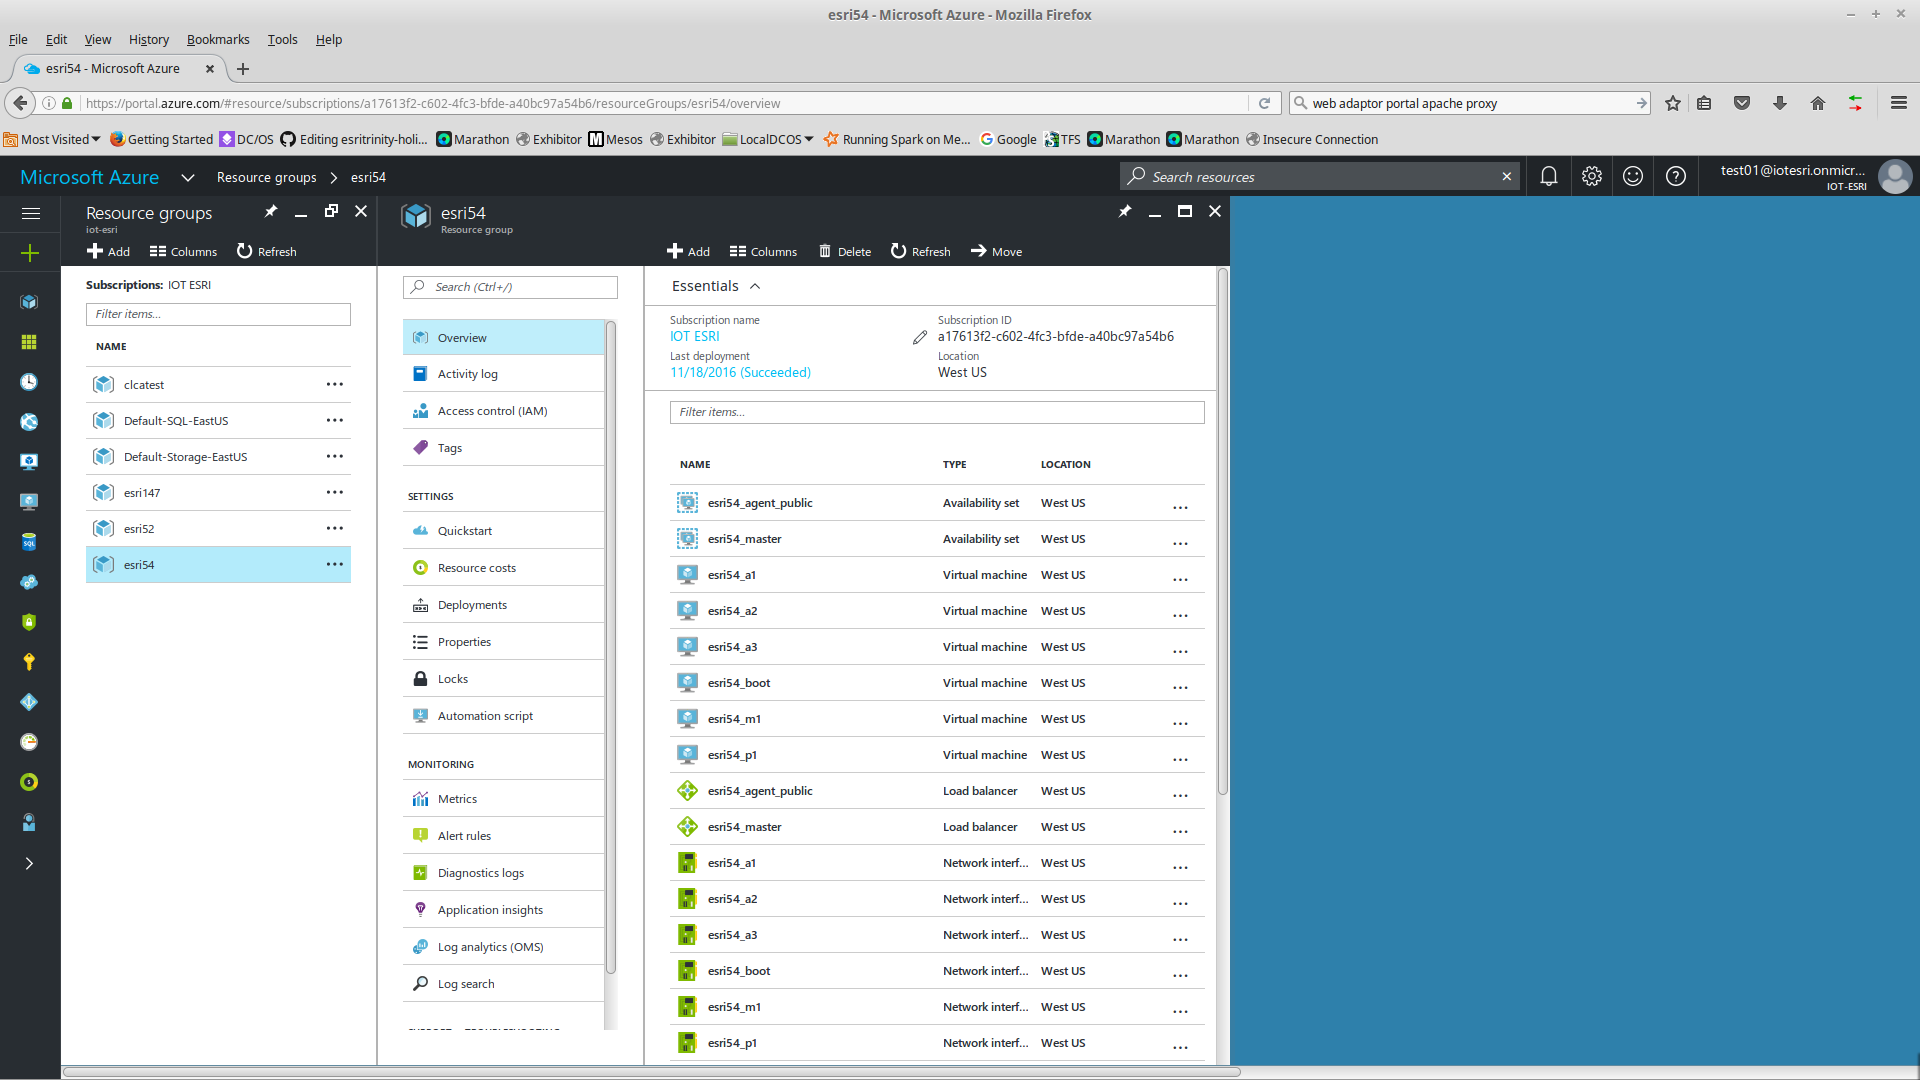 esri54 - Microsoft Azure - Mozilla Firefox
File Edit View History Bookmarks Tools Help
esri54 - Microsoft Azure
https://portal.azure.com/#resource/subscriptions/a17613f2-c602-4fc3-bfde-a40bc97a54b6/resourceGroups/esri54/overview
web adaptor portal apache proxy
Most Visited Getting Started DC/OS Editing esritrinity-holi... Marathon Exhibitor Mesos Exhibitor LocalDCOS Running Spark on Me... Google TFS Marathon Marathon Insecure Connection
Microsoft Azure Resource groups esri54
Search resources
test01@iotesri.onmicr...
IOT-ESRI
Resource groups
iot-esri
Add Columns Refresh
Subscriptions: IOT ESRI
Filter items...
NAME
clcatest
Default-SQL-EastUS
Default-Storage-EastUS
esri147
esri52
esri54
esri54
Resource group
Search (Ctrl+/)
Overview
Activity log
Access control (IAM)
Tags
SETTINGS
Quickstart
Resource costs
Deployments
Properties
Locks
Automation script
MONITORING
Metrics
Alert rules
Diagnostics logs
Application insights
Log analytics (OMS)
Log search
Add Columns Delete Refresh Move
Essentials
Subscription name
IOT ESRI
Last deployment
11/18/2016 (Succeeded)
Subscription ID
a17613f2-c602-4fc3-bfde-a40bc97a54b6
Location
West US
Filter items...
NAME TYPE LOCATION
esri54_agent_public Availability set West US
esri54_master Availability set West US
esri54_a1 Virtual machine West US
esri54_a2 Virtual machine West US
esri54_a3 Virtual machine West US
esri54_boot Virtual machine West US
esri54_m1 Virtual machine West US
esri54_p1 Virtual machine West US
esri54_agent_public Load balancer West US
esri54_master Load balancer West US
esri54_a1 Network interf... West US
esri54_a2 Network interf... West US
esri54_a3 Network interf... West US
esri54_boot Network interf... West US
esri54_m1 Network interf... West US
esri54_p1 Network interf... West US